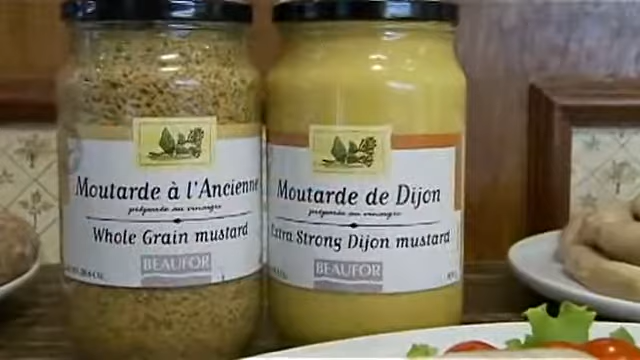 Moutarde à l'Ancienne
préparée au vinaigre
Whole Grain mustard
BEAUFOR
Moutarde de Dijon
préparée au vinaigre
Extra Strong Dijon mustard
BEAUFOR